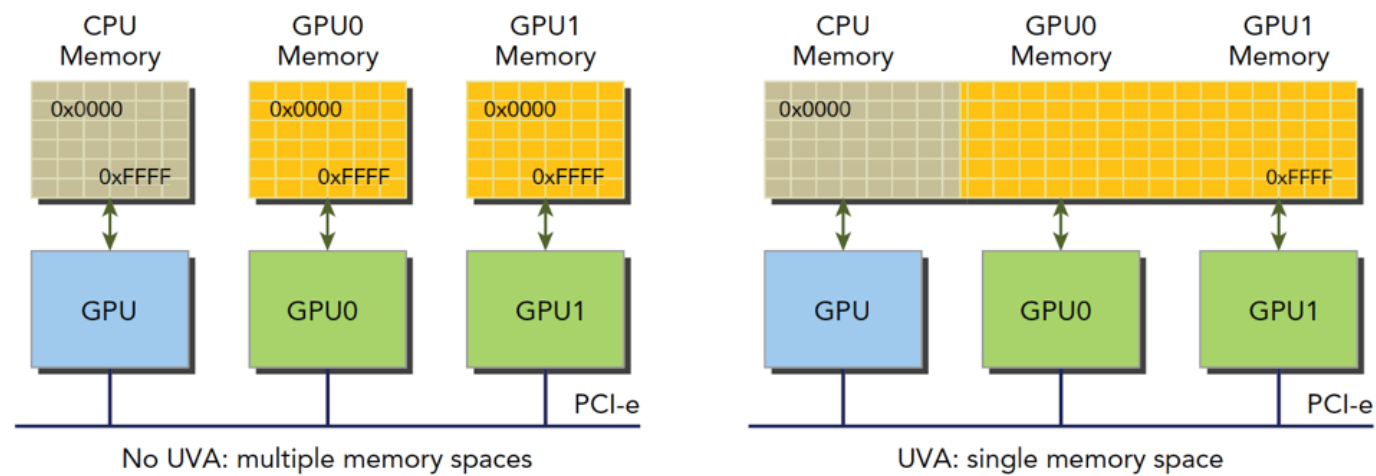 CPU
Memory
GPU0
Memory
GPU1
Memory
0x0000
0xFFFF
0x0000
0xFFFF
0x0000
0xFFFF
GPU
GPU0
GPU1
PCI-e
No UVA: multiple memory spaces
CPU
Memory
GPU0
Memory
GPU1
Memory
0x0000
0xFFFF
GPU
GPU0
GPU1
PCI-e
UVA: single memory space